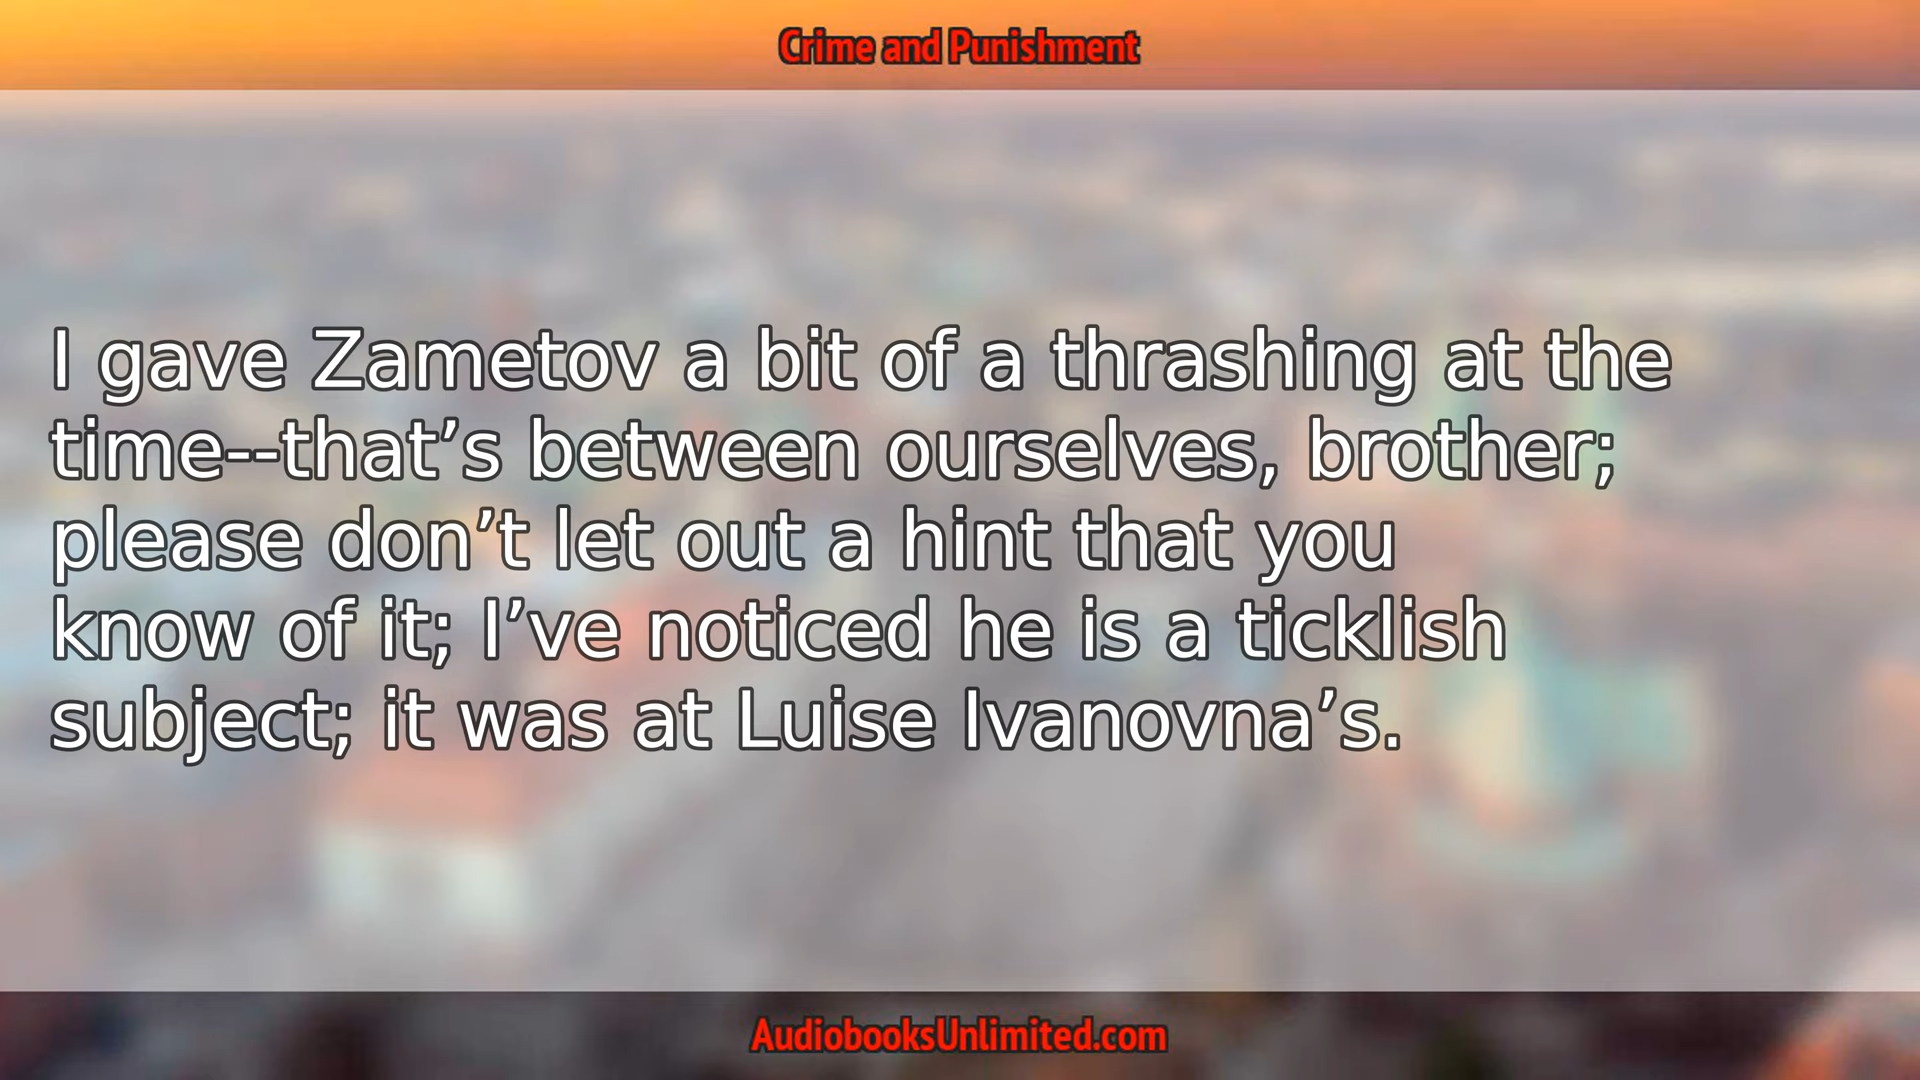 Crime and Punishment
I gave Zametov a bit of a thrashing at the
time--that’s between ourselves, brother;
please don’t let out a hint that you
know of it; I’ve noticed he is a ticklish
subject; it was at Luise Ivanovna’s.
AudiobooksUnlimited.com